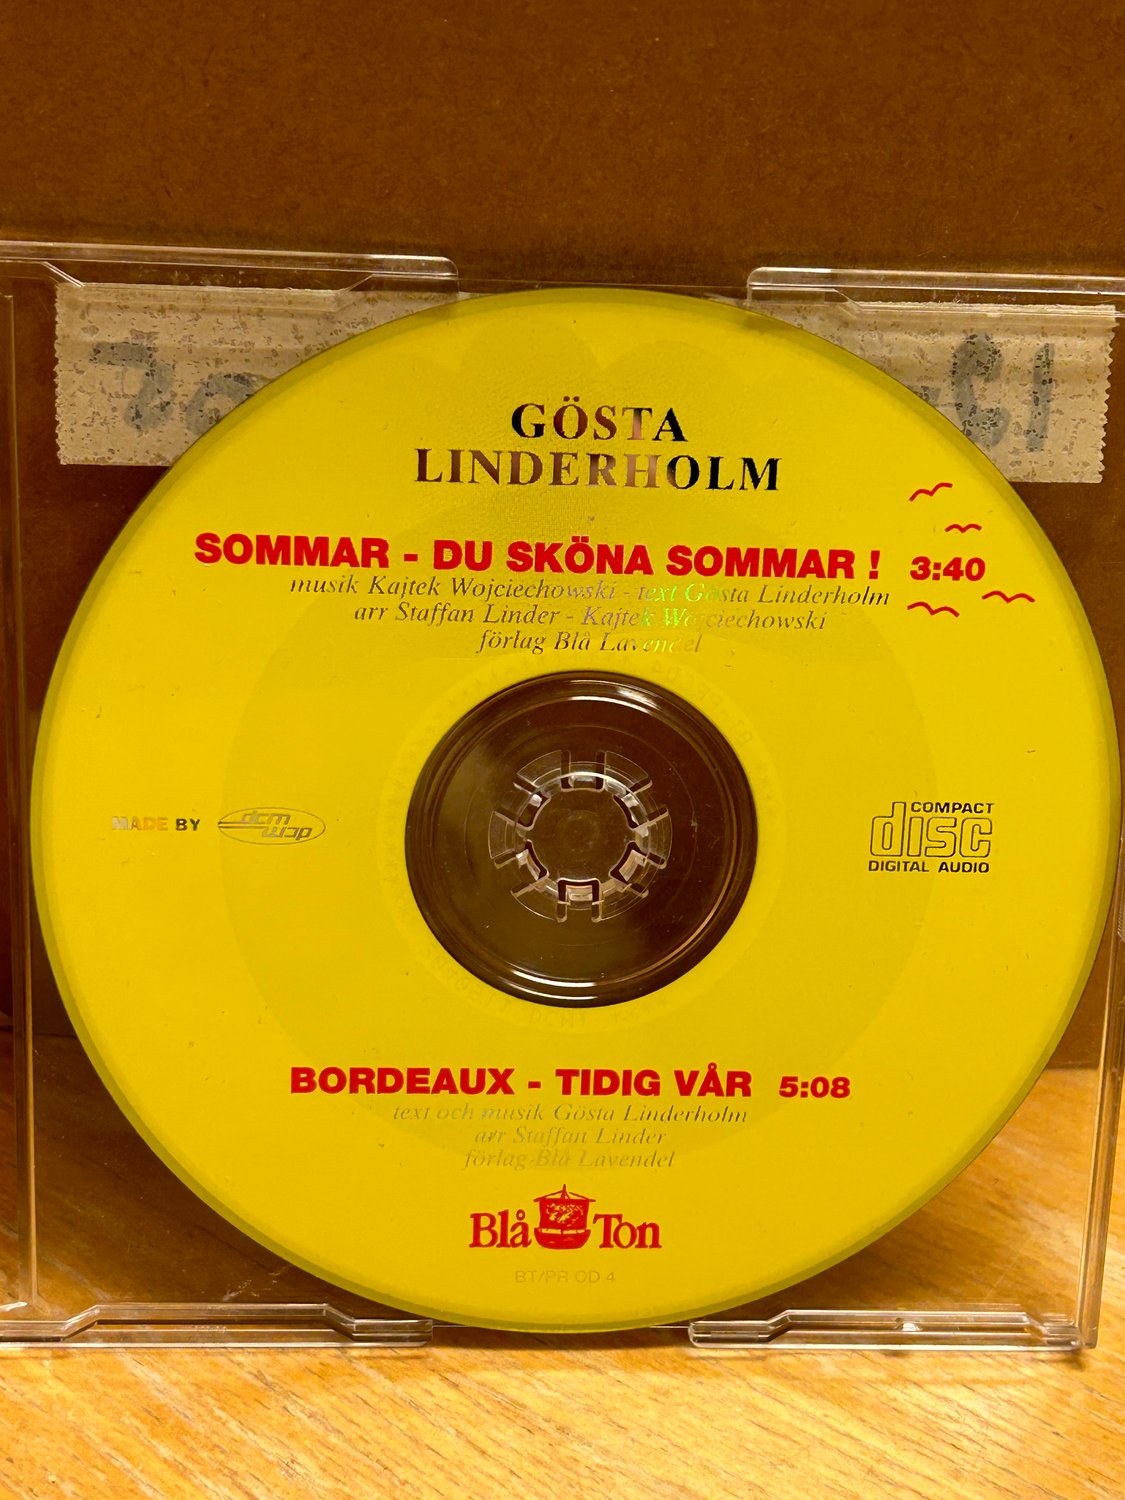 GÖSTA
LINDERHOLM
SOMMAR - DU SKÖNA SOMMAR ! 3:40
musik Kajtek Wojciechowski - text Gösta Linderholm
arr Staffan Linder - Kajtek Wojciechowski
förlag Blå Lavendel
MADE BY dcm
COMPACT
disc
DIGITAL AUDIO
BORDEAUX - TIDIG VÅR 5:08
text och musik Gösta Linderholm
arr Staffan Linder
förlag Blå Lavendel
Blå Ton
BT/PR CD 4